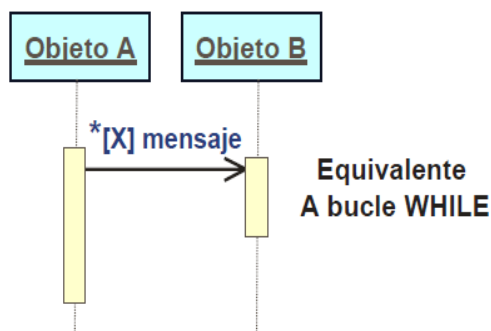 Objeto A
Objeto B
*[X] mensaje
Equivalente
A bucle WHILE